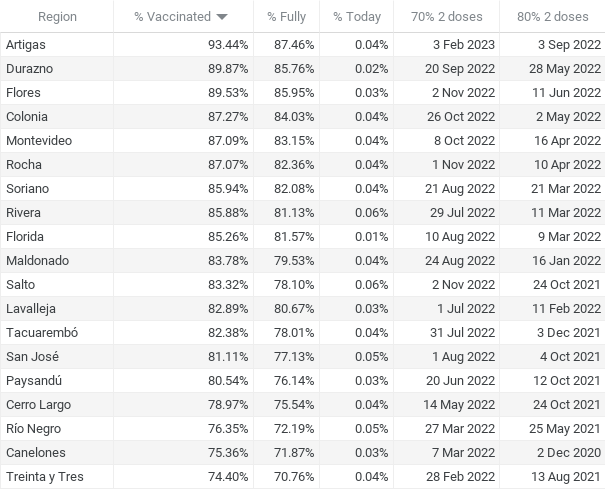 Region % Vaccinated % Fully % Today 70% 2 doses 80% 2 doses
Artigas 93.44% 87.46% 0.04% 3 Feb 2023 3 Sep 2022
Durazno 89.87% 85.76% 0.02% 20 Sep 2022 28 May 2022
Flores 89.53% 85.95% 0.03% 2 Nov 2022 11 Jun 2022
Colonia 87.27% 84.03% 0.04% 26 Oct 2022 2 May 2022
Montevideo 87.09% 83.15% 0.04% 8 Oct 2022 16 Apr 2022
Rocha 87.07% 82.36% 0.04% 1 Nov 2022 10 Apr 2022
Soriano 85.94% 82.08% 0.04% 21 Aug 2022 21 Mar 2022
Rivera 85.88% 81.13% 0.06% 29 Jul 2022 11 Mar 2022
Florida 85.26% 81.57% 0.01% 10 Aug 2022 9 Mar 2022
Maldonado 83.78% 79.53% 0.04% 24 Aug 2022 16 Jan 2022
Salto 83.32% 78.10% 0.06% 2 Nov 2022 24 Oct 2021
Lavalleja 82.89% 80.67% 0.03% 1 Jul 2022 11 Feb 2022
Tacuarembó 82.38% 78.01% 0.04% 31 Jul 2022 3 Dec 2021
San José 81.11% 77.13% 0.05% 1 Aug 2022 4 Oct 2021
Paysandú 80.54% 76.14% 0.03% 20 Jun 2022 12 Oct 2021
Cerro Largo 78.97% 75.54% 0.04% 14 May 2022 24 Oct 2021
Río Negro 76.35% 72.19% 0.05% 27 Mar 2022 25 May 2021
Canelones 75.36% 71.87% 0.03% 7 Mar 2022 2 Dec 2020
Treinta y Tres 74.40% 70.76% 0.04% 28 Feb 2022 13 Aug 2021